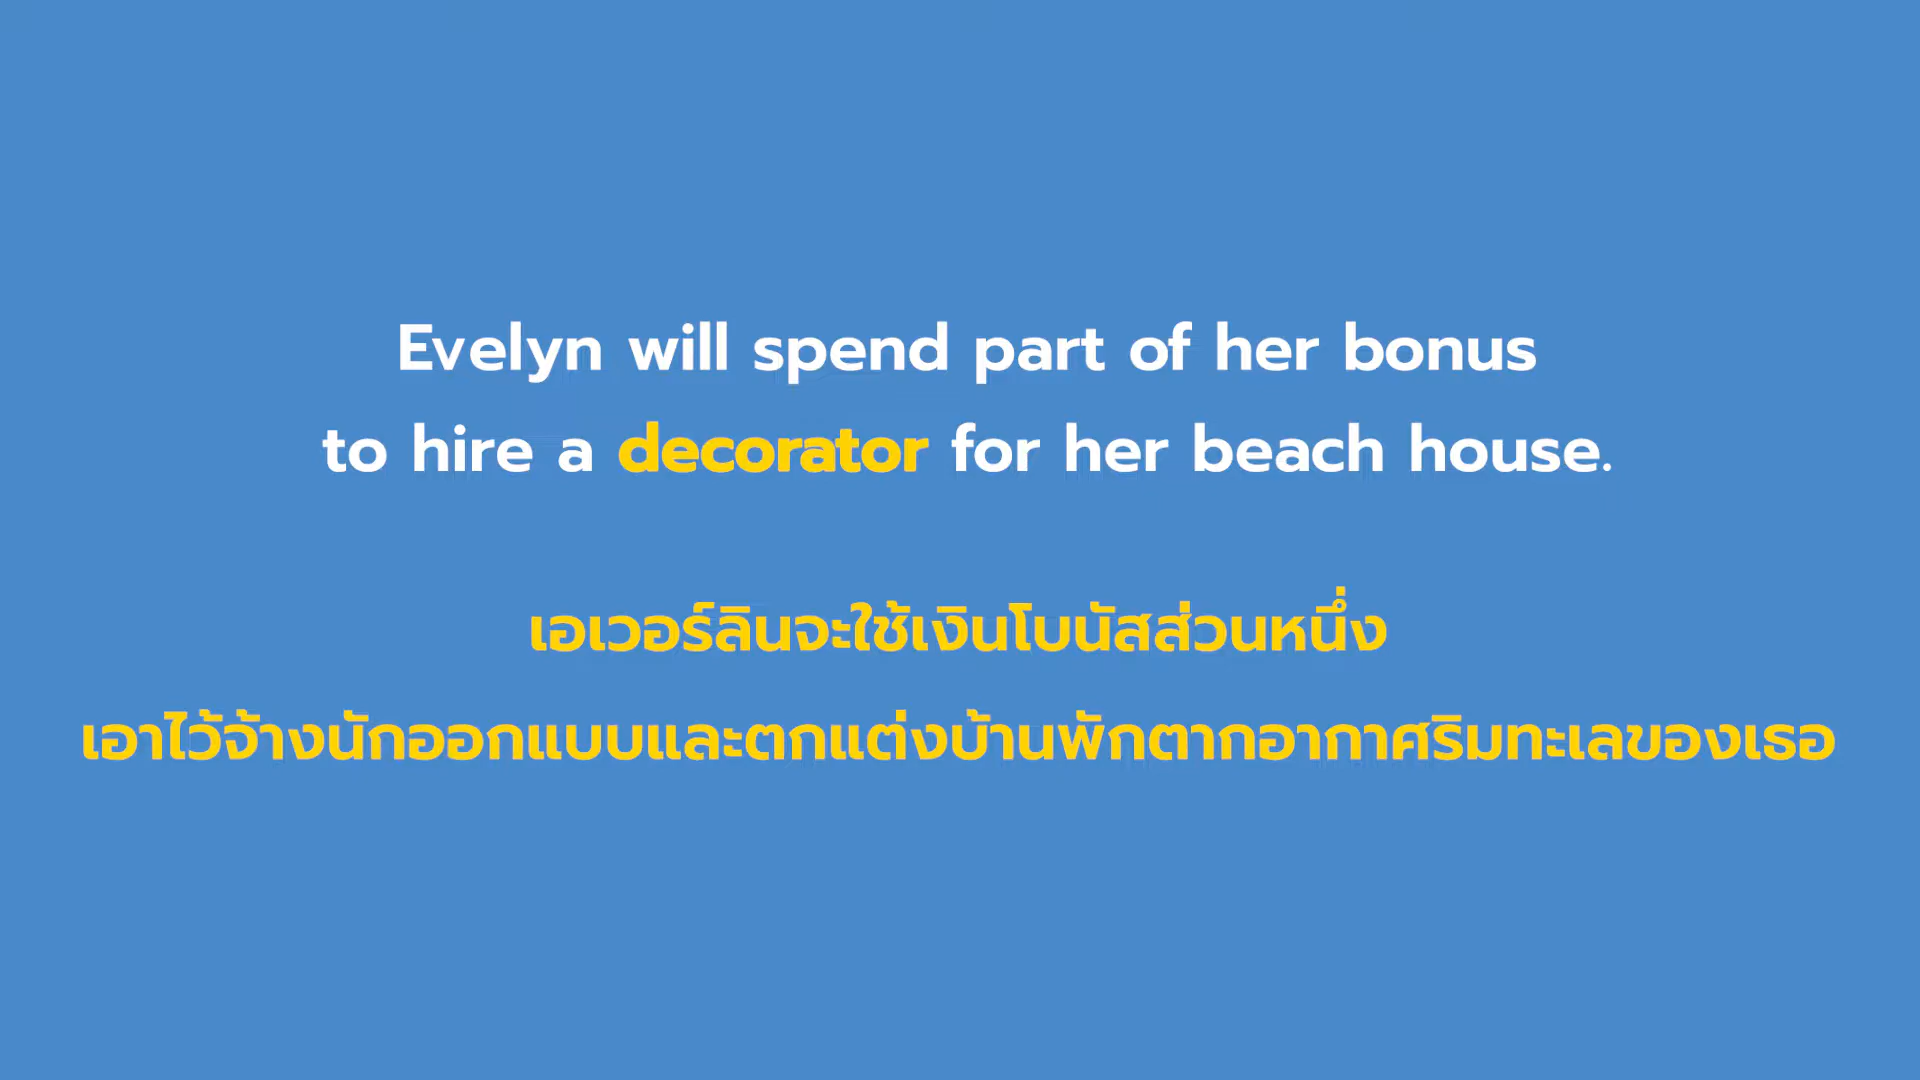 Evelyn will spend part of her bonus
to hire a decorator for her beach house.
เอเวอร์ลินจะใช้เงินโบนัสส่วนหนึ่ง
เอาไว้จ้างนักออกแบบและตกแต่งบ้านพักตากอากาศริมทะเลของเธอ